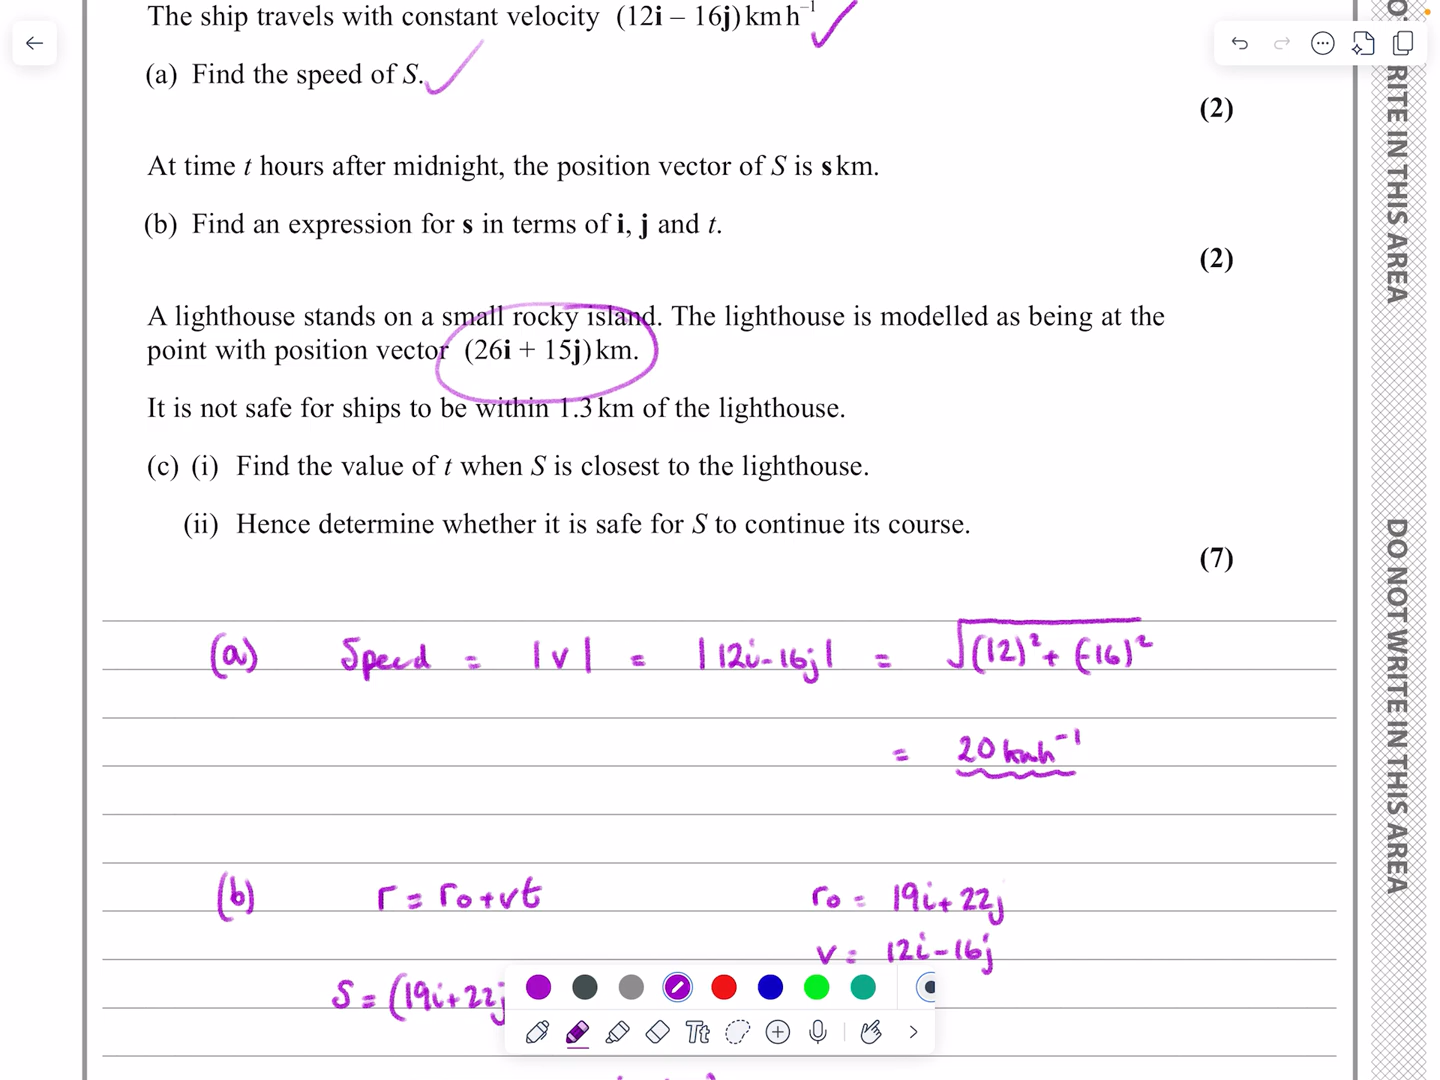 The ship travels with constant velocity (12i – 16j) km h⁻¹
(a) Find the speed of S.
(2)
At time t hours after midnight, the position vector of S is s km.
(b) Find an expression for s in terms of i, j and t.
(2)
A lighthouse stands on a small rocky island. The lighthouse is modelled as being at the
point with position vector (26i + 15j) km.
It is not safe for ships to be within 1.3 km of the lighthouse.
(c) (i) Find the value of t when S is closest to the lighthouse.
(ii) Hence determine whether it is safe for S to continue its course.
(7)
(a) Speed = |v| = |12i-16j| = √(12)² + (-16)²
= 20 kmh⁻¹
(b) r = r₀+vt r₀ = 19i+22j
v = 12i-16j
S = (19i+22j
Tt
RITE IN THIS AREA
DO NOT WRITE IN THIS AREA